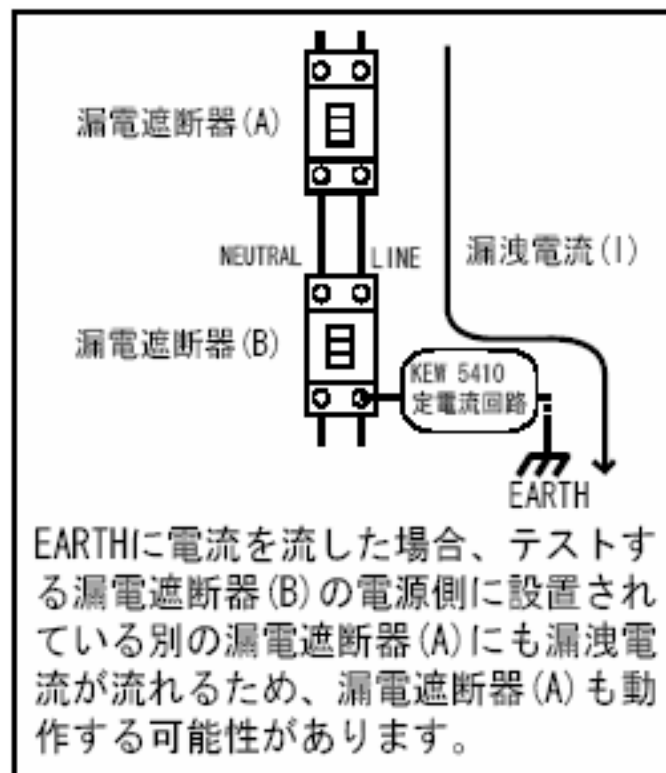 漏電遮断器(A)
NEUTRAL
LINE
漏洩電流(I)
漏電遮断器(B)
KEW 5410
定電流回路
EARTH
EARTHに電流を流した場合、テストす
る漏電遮断器(B)の電源側に設置され
ている別の漏電遮断器(A)にも漏洩電
流が流れるため、漏電遮断器(A)も動
作する可能性があります。